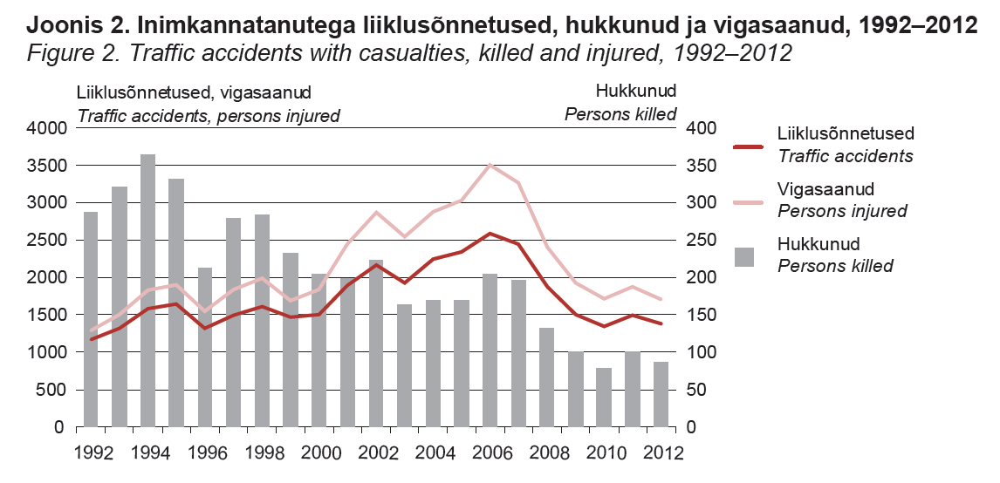 Joonis 2. Inimkannatanutega liiklusõnnetused, hukkunud ja vigasaanud, 1992–2012
Figure 2. Traffic accidents with casualties, killed and injured, 1992–2012
Liiklusõnnetused, vigasaanud
Traffic accidents, persons injured
Hukkunud
Persons killed
4000
3500
3000
2500
2000
1500
1000
500
0
400
350
300
250
200
150
100
50
0
1992 1994 1996 1998 2000 2002 2004 2006 2008 2010 2012
Liiklusõnnetused
Traffic accidents
Vigasaanud
Persons injured
Hukkunud
Persons killed